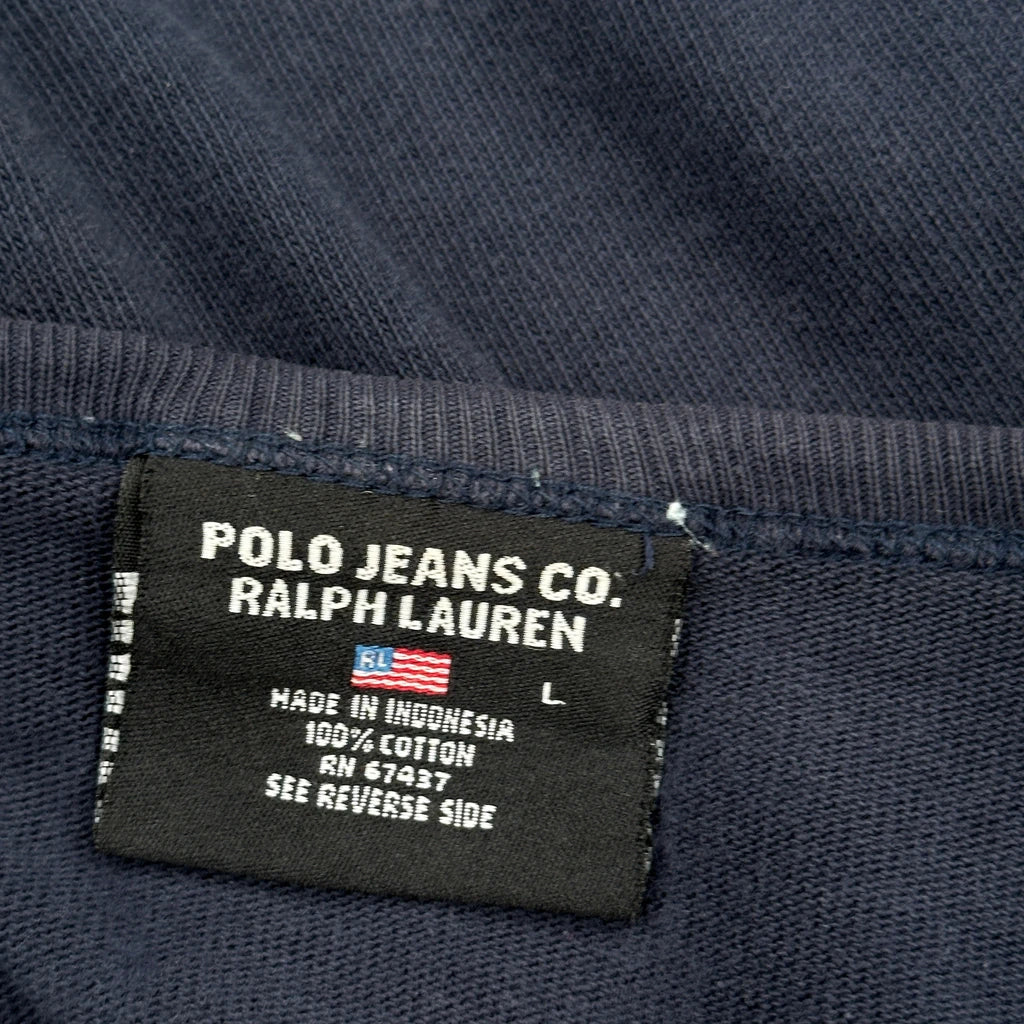 POLO JEANS CO.
RALPH LAUREN
RL
L
MADE IN INDONESIA
100% COTTON
RN 67437
SEE REVERSE SIDE